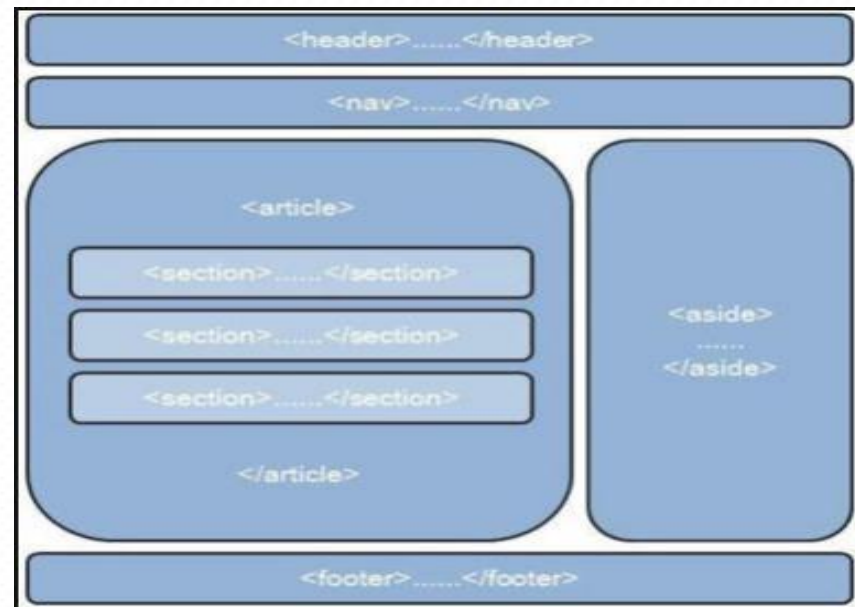 <header>......</header>
<nav>......</nav>
<article>
<section>......</section>
<section>......</section>
<section>......</section>
</article>
<aside>
......
</aside>
<footer>......</footer>